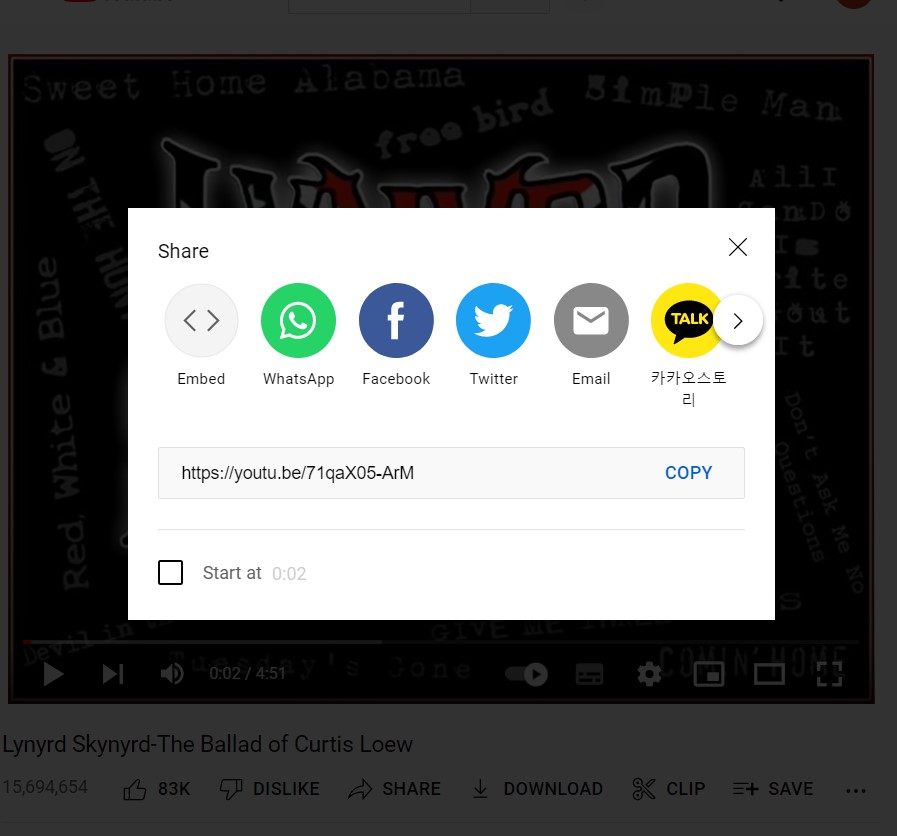 Sweet Home Alabama
Simple Man
free bird
ON THE HUN
Red, White & Blue
Share
Embed
WhatsApp
Facebook
Twitter
Email
TALK
카카오스토
리
https://youtu.be/71qaX05-ArM
COPY
Start at 0:02
Don't Ask Me No
Questions
Devil in
GIVE ME
Tuesday's Gone
COMIN' HOME
0:02 / 4:51
Lynyrd Skynyrd-The Ballad of Curtis Loew
15,694,654
83K
DISLIKE
SHARE
DOWNLOAD
CLIP
SAVE